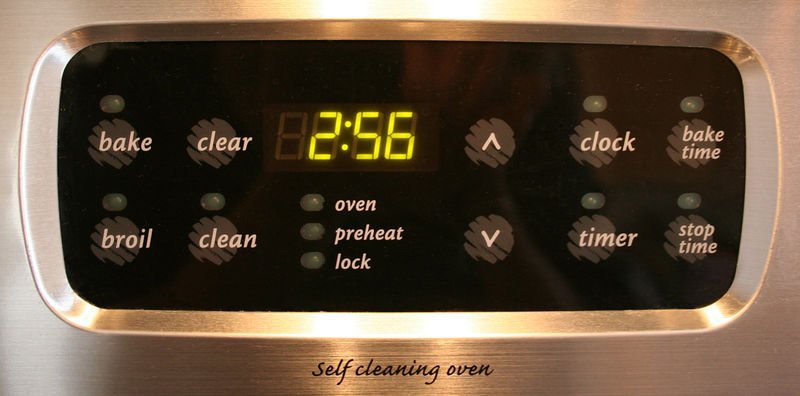 bake
clear
2:56
clock
bake
time
broil
clean
oven
preheat
lock
timer
stop
time
Self cleaning oven